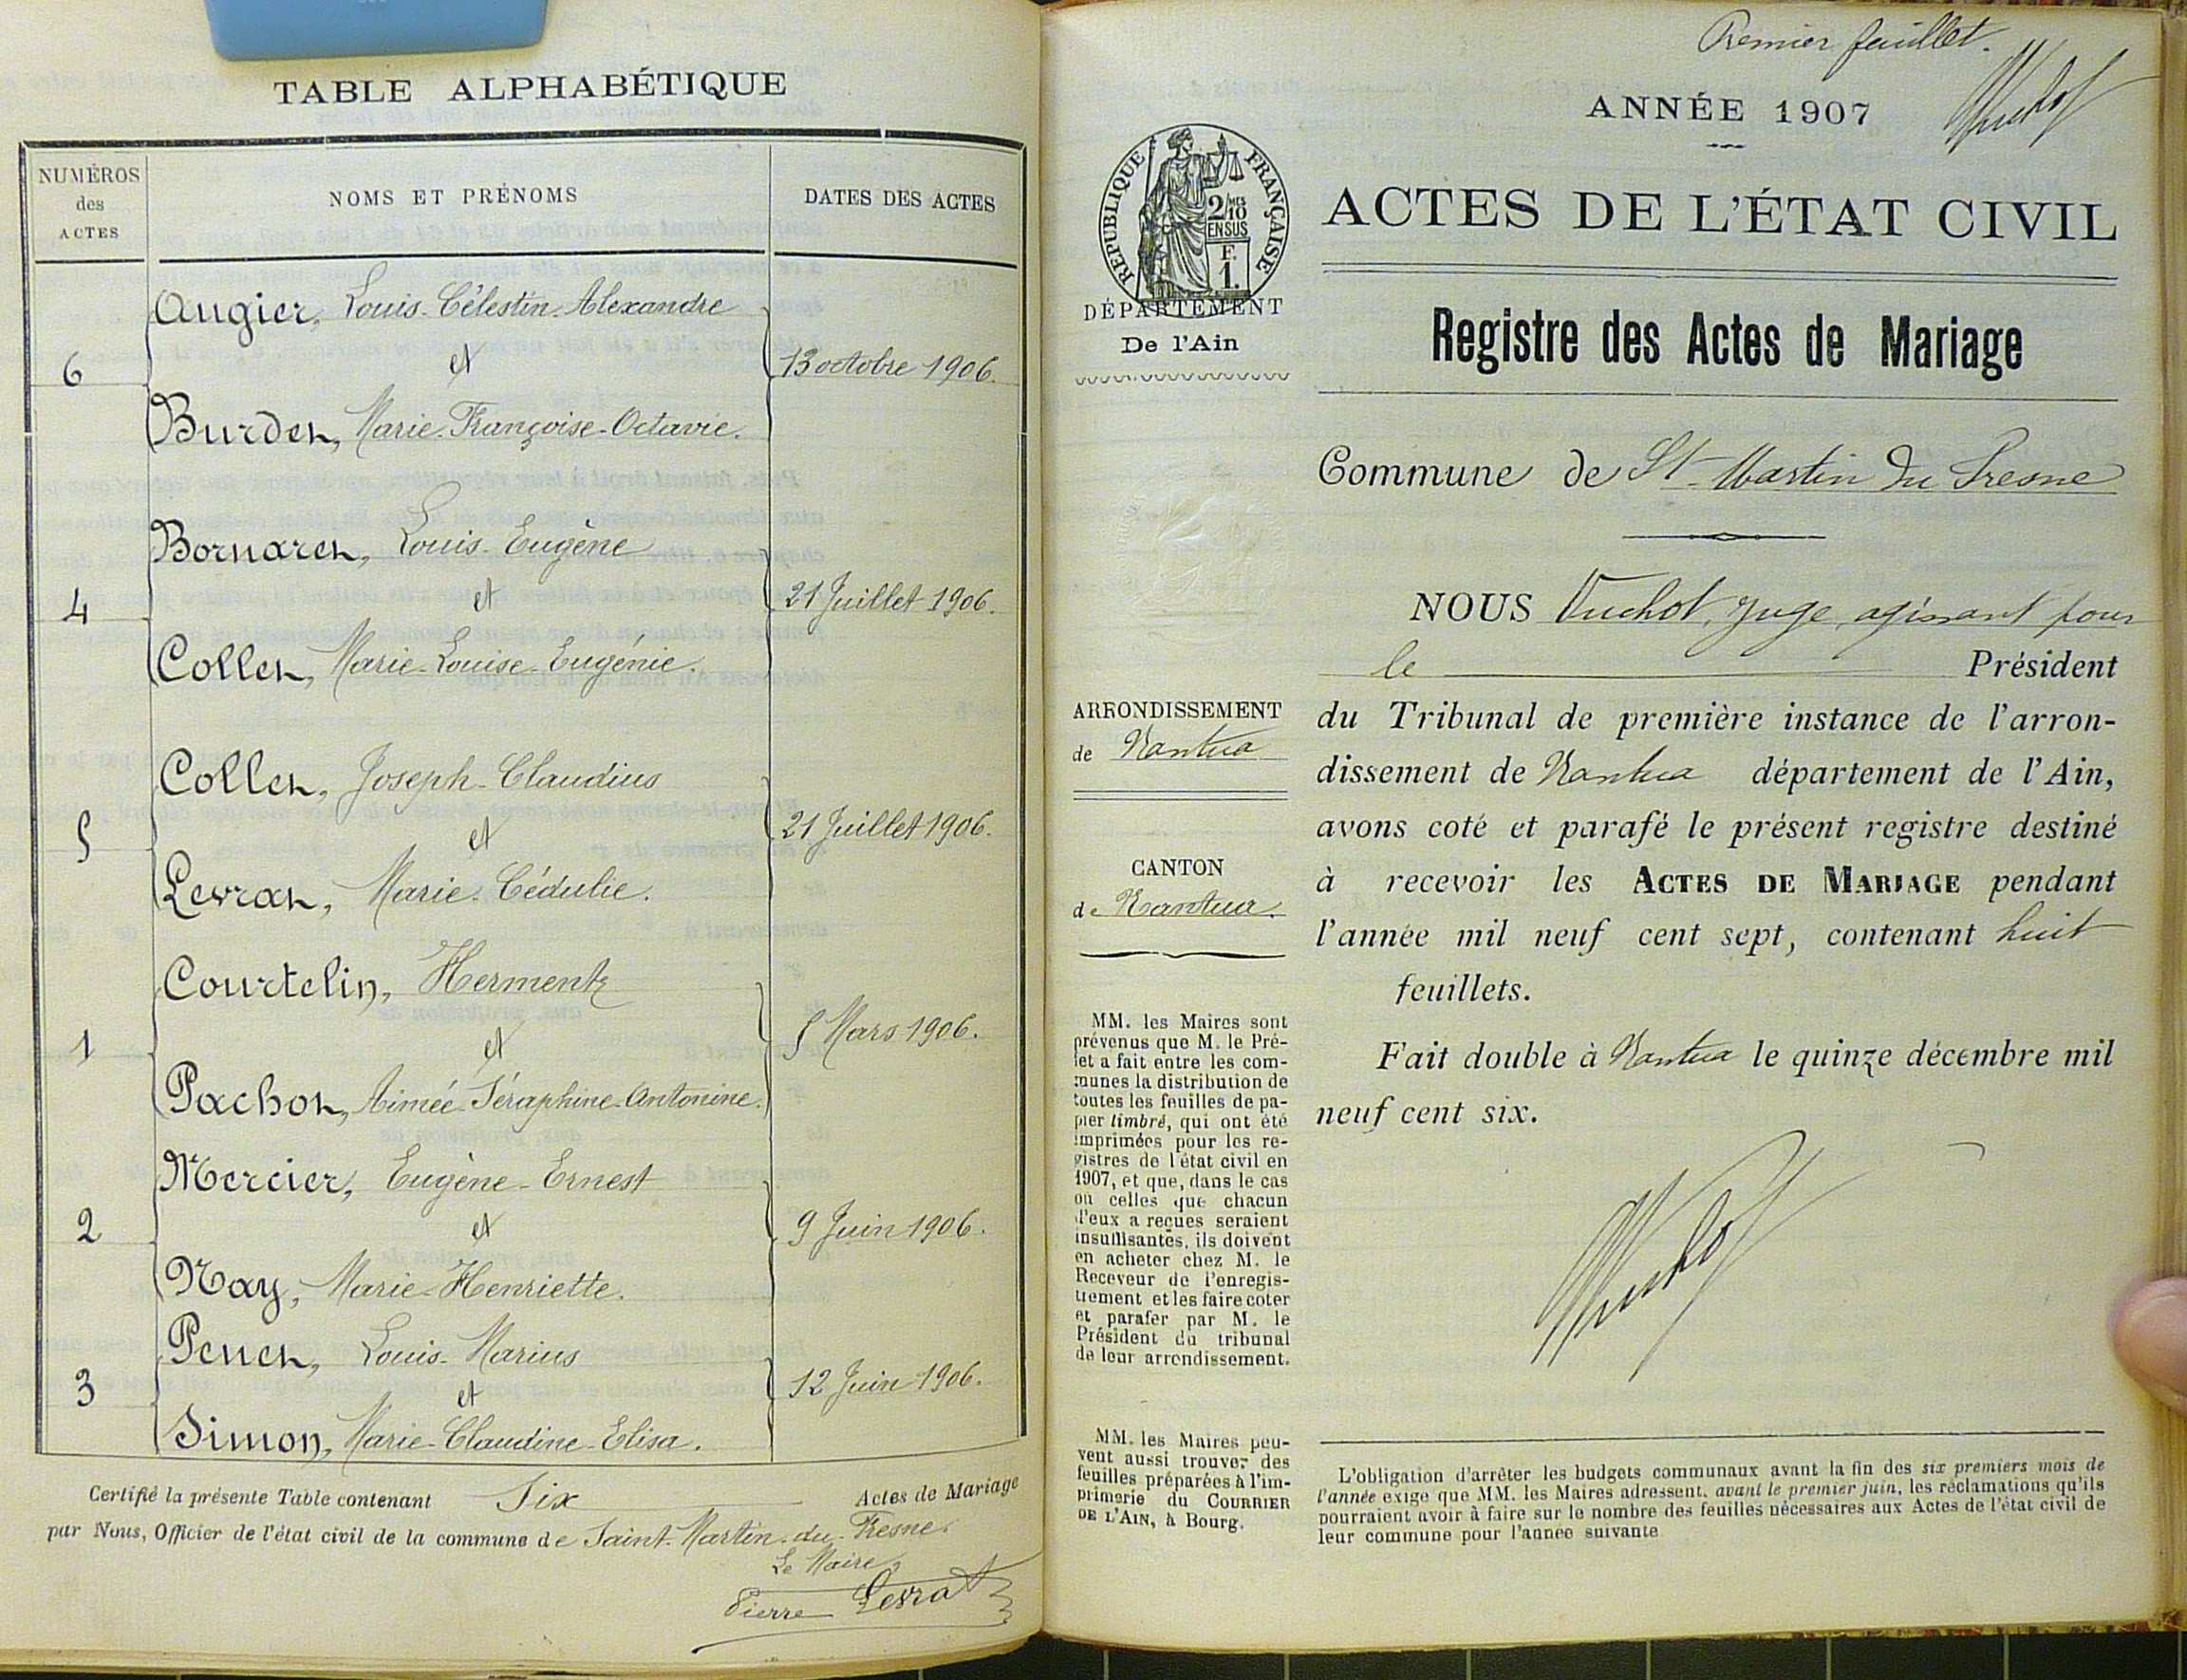 TABLE ALPHABÉTIQUE
NUMÉROS
des
ACTES
NOMS ET PRÉNOMS
DATES DES ACTES
Augier, Louis-Célestin-Alexandre
6
et
13 octobre 1906.
Burdet, Marie-Françoise-Octavie.
Bornaret, Louis-Eugène
4
et
21 Juillet 1906.
Collet, Marie-Louise-Eugénie.
Collet, Joseph-Claudius
5
et
21 Juillet 1906.
Levrat, Marie-Cédulie.
Courtelin, Hermentz
1
et
5 Mars 1906.
Pachot, Aimée-Séraphine-Antonine.
Mercier, Eugène-Ernest
2
et
9 Juin 1906.
Nay, Marie-Henriette.
Penet, Louis-Marius
3
et
12 Juin 1906.
Simon, Marie-Claudine-Elisa.
Certifié la présente Table contenant Six Actes de Mariage
par Nous, Officier de l'état civil de la commune de Saint-Martin-du-Fresne.
Le Maire,
Pierre Levrat
Premier feuillet.
ANNÉE 1907
RÉPUBLIQUE FRANÇAISE
2/10 MES
EN SUS
F.
1.
ACTES DE L'ÉTAT CIVIL
DÉPARTEMENT
De l'Ain
Registre des Actes de Mariage
Commune de St Martin du Fresne
NOUS Vuchot, Juge, agissant pour
le Président
du Tribunal de première instance de l'arron-
dissement de Nantua département de l'Ain,
avons coté et parafé le présent registre destiné
à recevoir les ACTES DE MARIAGE pendant
l'année mil neuf cent sept, contenant huit
feuillets.
Fait double à Nantua le quinze décembre mil
neuf cent six.
Vuchot
ARRONDISSEMENT
de Nantua
CANTON
de Nantua.
MM. les Maires sont
prévenus que M. le Pré-
fet a fait entre les com-
munes la distribution de
toutes les feuilles de pa-
pier timbré, qui ont été
imprimées pour les re-
gistres de l'état civil en
1907, et que, dans le cas
où celles que chacun
d'eux a reçues seraient
insuffisantes, ils doivent
en acheter chez M. le
Receveur de l'enregis-
trement et les faire coter
et parafer par M. le
Président du tribunal
de leur arrondissement.
MM. les Maires peu-
vent aussi trouver des
feuilles préparées à l'im-
primerie du COURRIER
DE L'AIN, à Bourg.
L'obligation d'arrêter les budgets communaux avant la fin des six premiers mois de
l'année exige que MM. les Maires adressent, avant le premier juin, les réclamations qu'ils
pourraient avoir à faire sur le nombre des feuilles nécessaires aux Actes de l'état civil de
leur commune pour l'année suivante